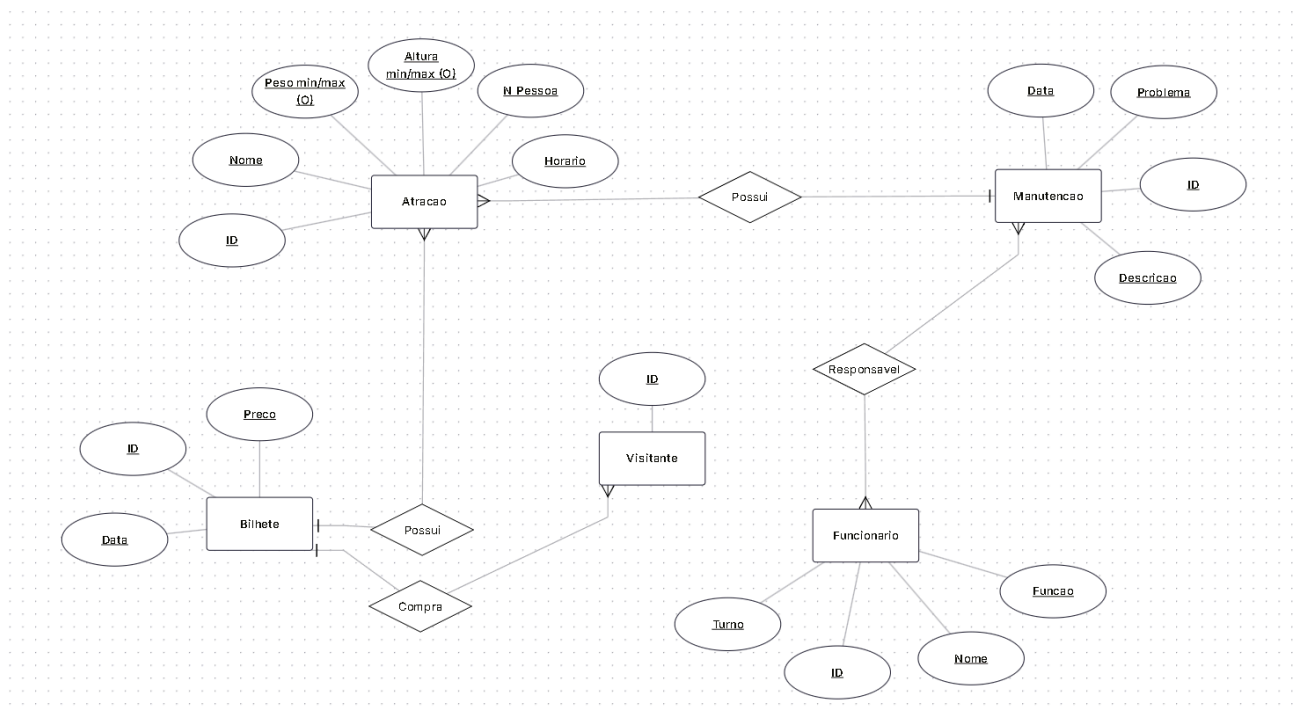 Altura
min/max {O}
Peso min/max
{O}
N Pessoa
Data
Problema
Nome
Horario
ID
Atracao
Possui
Manutencao
ID
Descricao
ID
Responsavel
Preco
ID
Visitante
Bilhete
Data
Possui
Funcionario
Compra
Funcao
Turno
Nome
ID